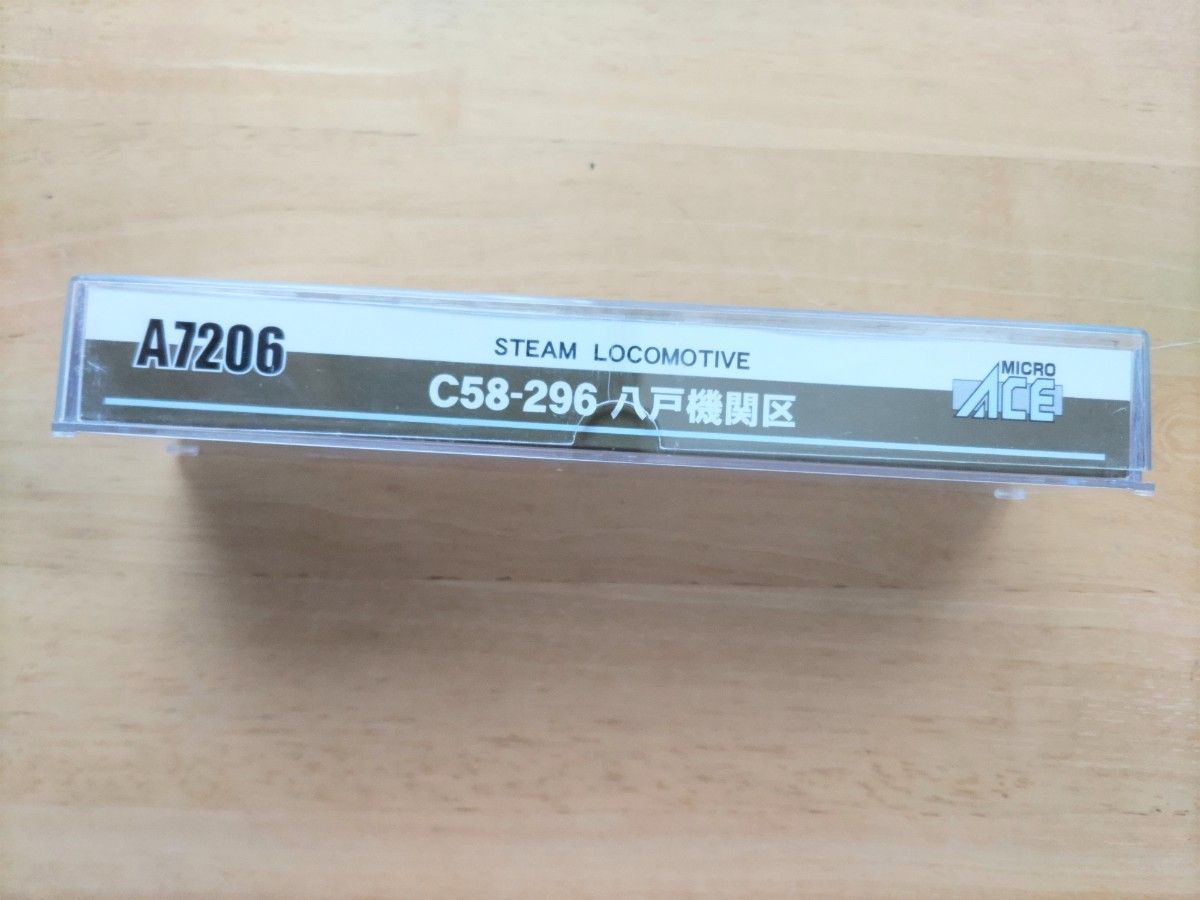 A7206
STEAM LOCOMOTIVE
C58-296 八戸機関区
MICRO
ACE